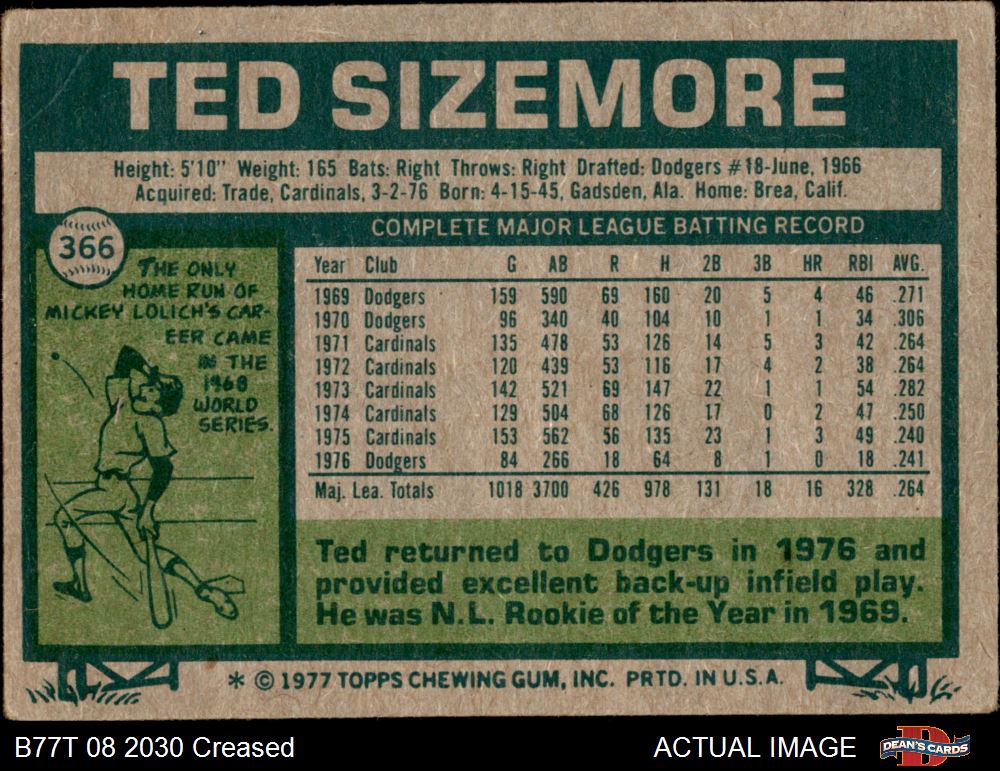 TED SIZEMORE
Height: 5'10" Weight: 165 Bats: Right Throws: Right Drafted: Dodgers #18-June, 1966
Acquired: Trade, Cardinals, 3-2-76 Born: 4-15-45, Gadsden, Ala. Home: Brea, Calif.
366
THE ONLY
HOME RUN OF
MICKEY LOLICH'S CAR-
EER CAME
IN THE
1968
WORLD
SERIES.
COMPLETE MAJOR LEAGUE BATTING RECORD
Year Club G AB R H 2B 3B HR RBI AVG.
1969 Dodgers 159 590 69 160 20 5 4 46 .271
1970 Dodgers 96 340 40 104 10 1 1 34 .306
1971 Cardinals 135 478 53 126 14 5 3 42 .264
1972 Cardinals 120 439 53 116 17 4 2 38 .264
1973 Cardinals 142 521 69 147 22 1 1 54 .282
1974 Cardinals 129 504 68 126 17 0 2 47 .250
1975 Cardinals 153 562 56 135 23 1 3 49 .240
1976 Dodgers 84 266 18 64 8 1 0 18 .241
Maj. Lea. Totals 1018 3700 426 978 131 18 16 328 .264
Ted returned to Dodgers in 1976 and
provided excellent back-up infield play.
He was N.L. Rookie of the Year in 1969.
* © 1977 TOPPS CHEWING GUM, INC. PRTD. IN U.S.A.
B77T 08 2030 Creased
ACTUAL IMAGE
DEAN'S CARDS